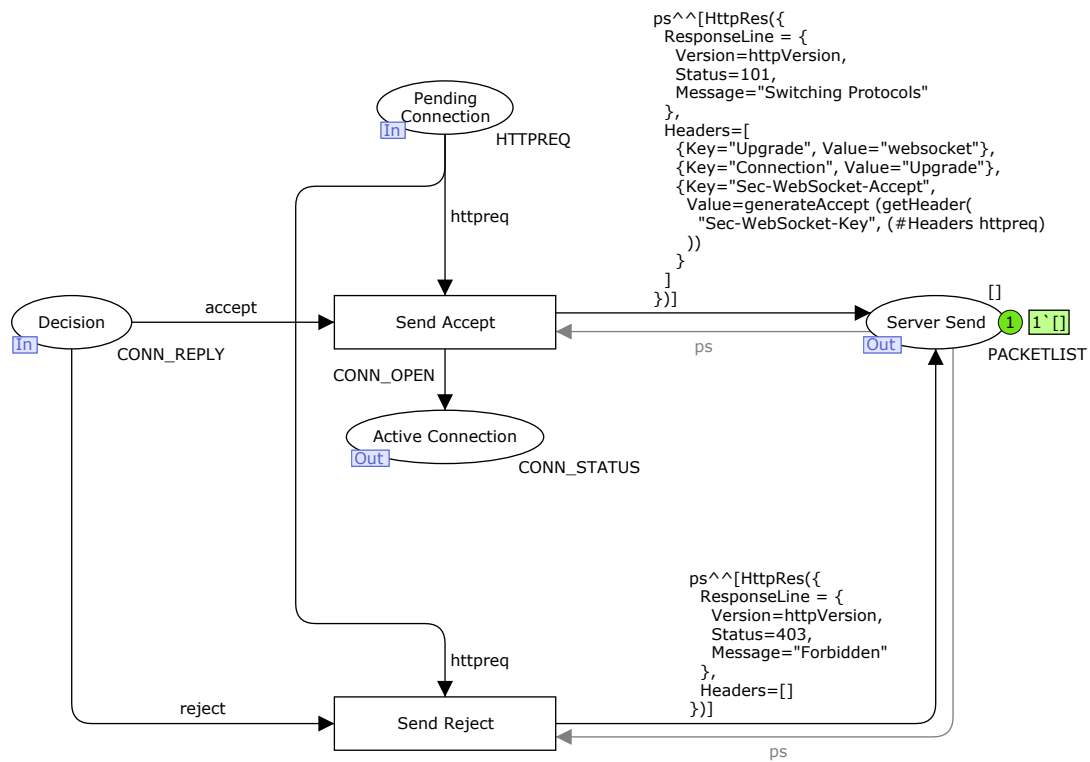 ps^^[HttpRes({
ResponseLine = {
Version=httpVersion,
Status=101,
Message="Switching Protocols"
},
Headers=[
{Key="Upgrade", Value="websocket"},
{Key="Connection", Value="Upgrade"},
{Key="Sec-WebSocket-Accept",
Value=generateAccept (getHeader(
"Sec-WebSocket-Key", (#Headers httpreq)
))
}
]
})]
Pending
Connection
In
HTTPREQ
httpreq
Decision
In
CONN_REPLY
accept
Send Accept
[]
Server Send
1
1`[]
Out
PACKETLIST
ps
CONN_OPEN
Active Connection
Out
CONN_STATUS
ps^^[HttpRes({
ResponseLine = {
Version=httpVersion,
Status=403,
Message="Forbidden"
},
Headers=[]
})]
httpreq
reject
Send Reject
ps